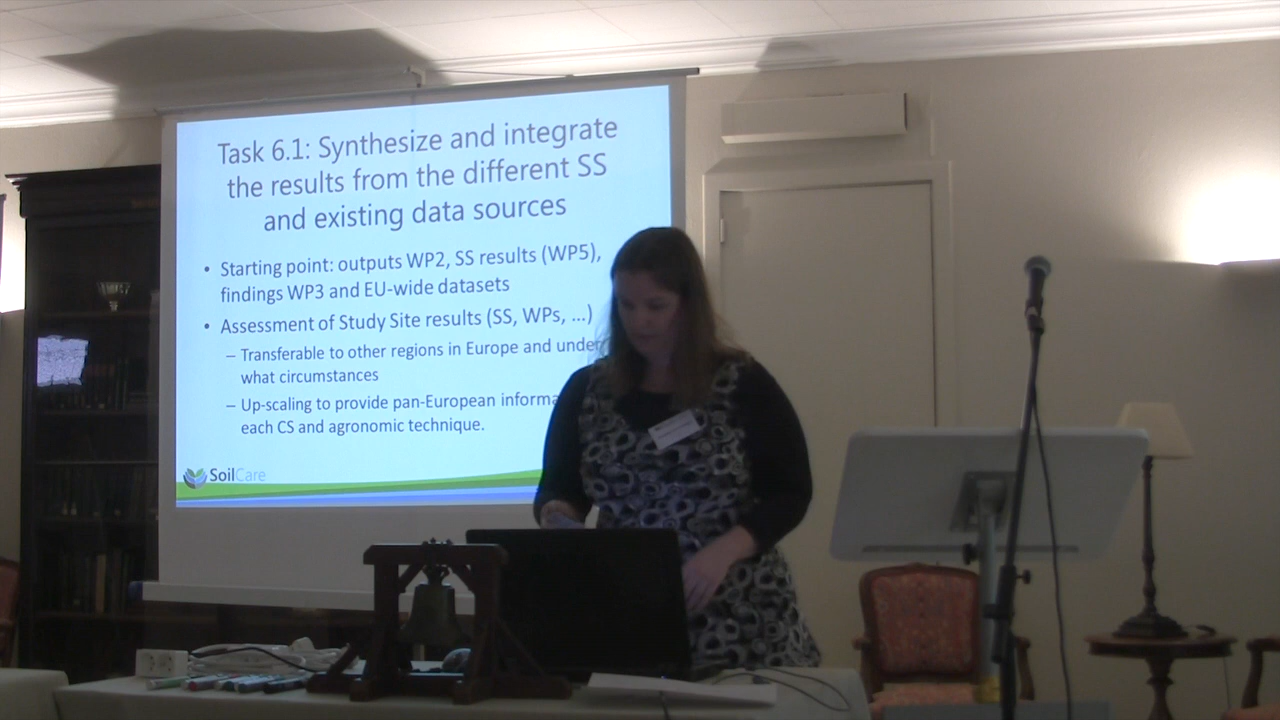 Task 6.1: Synthesize and integrate
the results from the different SS
and existing data sources
• Starting point: outputs WP2, SS results (WP5),
findings WP3 and EU-wide datasets
• Assessment of Study Site results (SS, WPs, ...)
– Transferable to other regions in Europe and under
what circumstances
– Up-scaling to provide pan-European informa
each CS and agronomic technique.
SoilCare